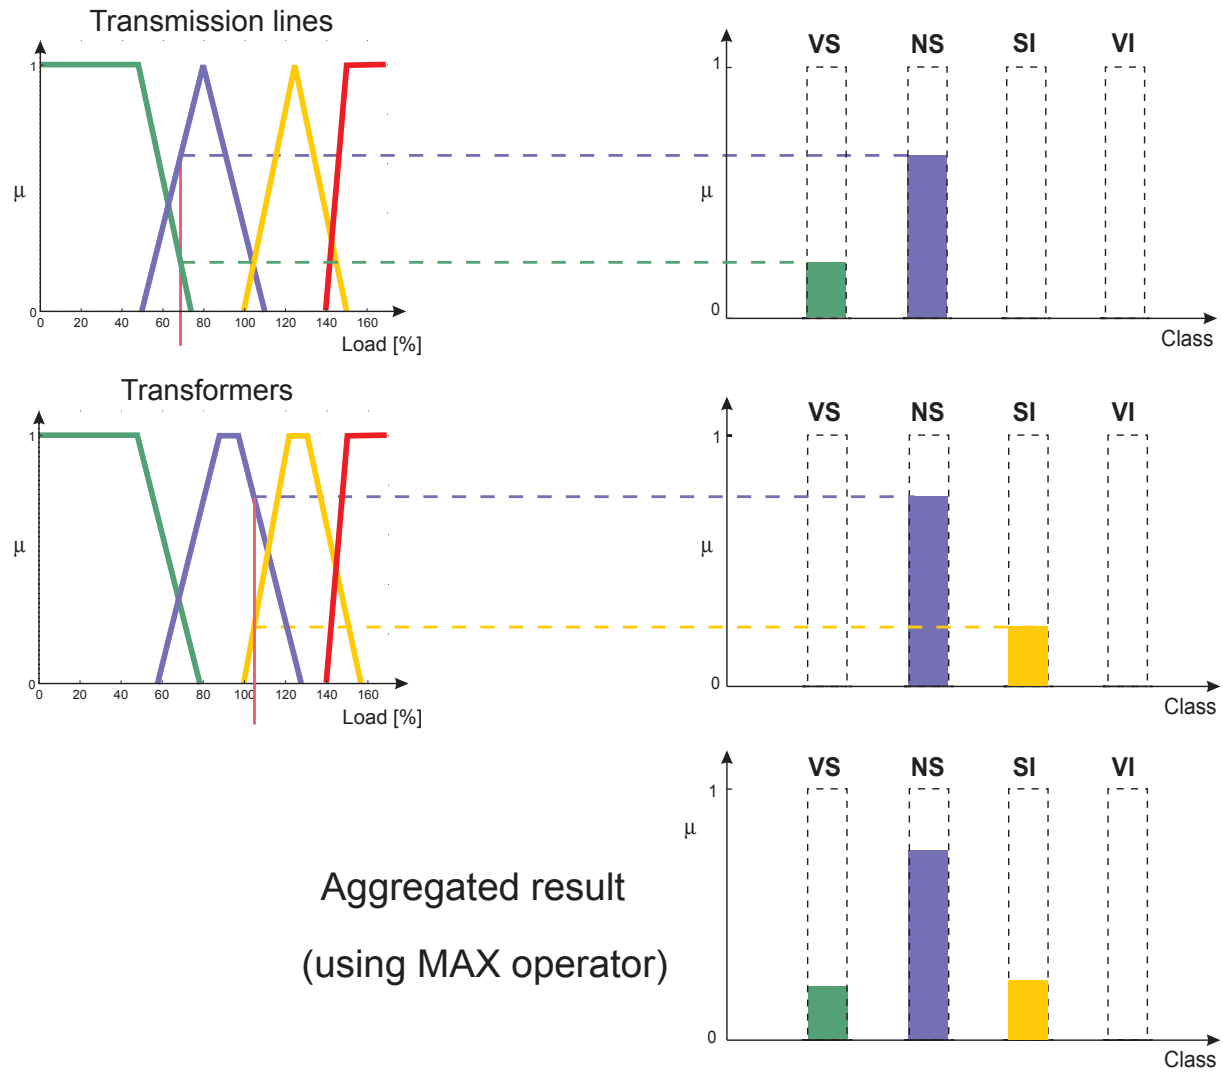 Transmission lines
1
μ
0
0 20 40 60 80 100 120 140 160
Load [%]
VS NS SI VI
1
μ
0
Class
Transformers
1
μ
0
0 20 40 60 80 100 120 140 160
Load [%]
VS NS SI VI
1
μ
0
Class
Aggregated result
(using MAX operator)
VS NS SI VI
1
μ
0
Class